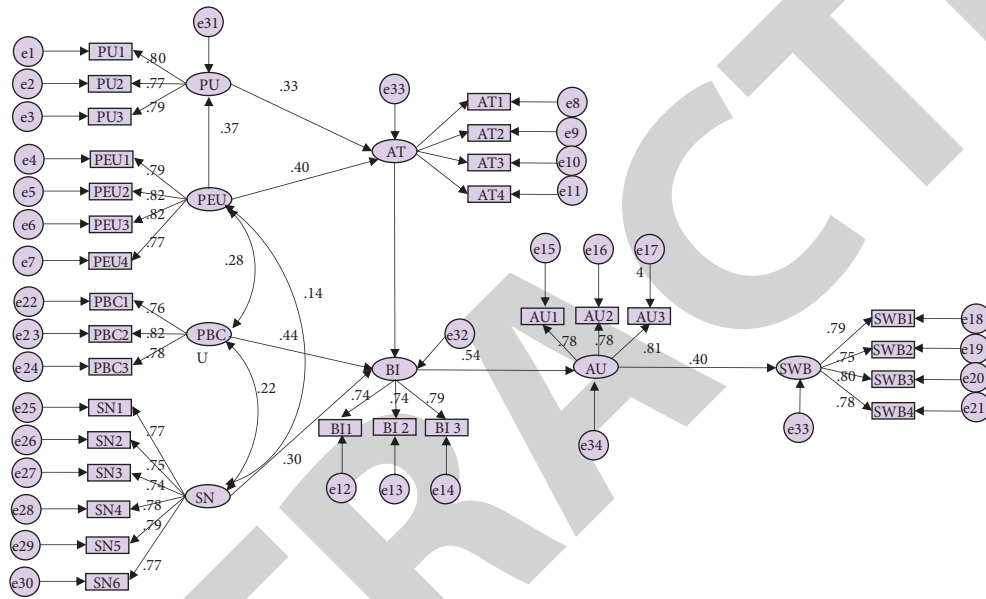 e31
e1 PU1 .80
e2 PU2 .77 PU .33
e3 PU3 .79
e33 AT1 e8
.37 AT AT2 e9
e4 PEU1 .79 .40 AT3 e10
e5 PEU2 .82 PEU AT4 e11
e6 PEU3 .82
e7 PEU4 .77
.28 .14
e15 e16 e17
4
e22 PBC1 .76
e23 PBC2 .82 PBC .44
U
e24 PBC3 .78
e32 .54
AU1 AU2 AU3
.78 .78 .81
BI AU .40 SWB
.79 SWB1 e18
.75 SWB2 e19
.80 SWB3 e20
.78 SWB4 e21
.22
.74 .74 .79
BI1 BI 2 BI 3
e12 e13 e14
e34 e33
e25 SN1 .77
e26 SN2 .75 .30
e27 SN3 .74
e28 SN4 .78 SN
e29 SN5 .79
e30 SN6 .77
TRACT